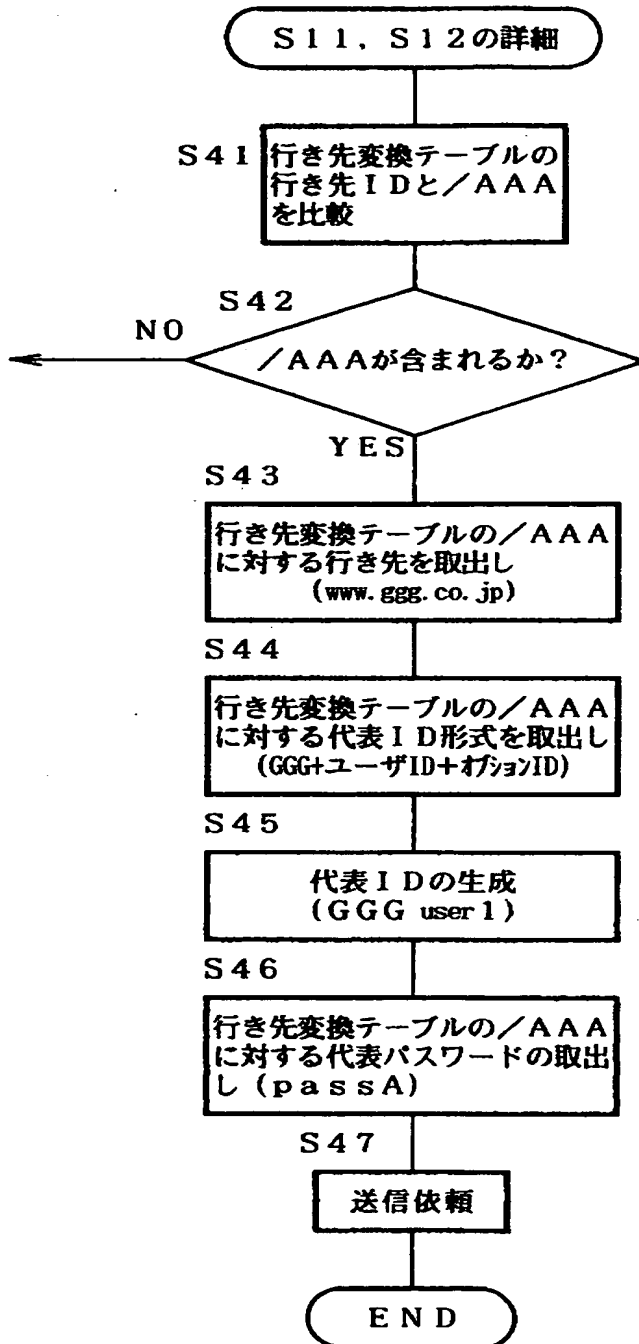 S11, S12の詳細
S41
行き先変換テーブルの
行き先IDと/AAA
を比較
S42
NO
/AAAが含まれるか?
YES
S43
行き先変換テーブルの/AAA
に対する行き先を取出し
(www.ggg.co.jp)
S44
行き先変換テーブルの/AAA
に対する代表ID形式を取出し
(GGG+ユーザID+オプションID)
S45
代表IDの生成
(GGG user1)
S46
行き先変換テーブルの/AAA
に対する代表パスワードの取出
し(passA)
S47
送信依頼
END